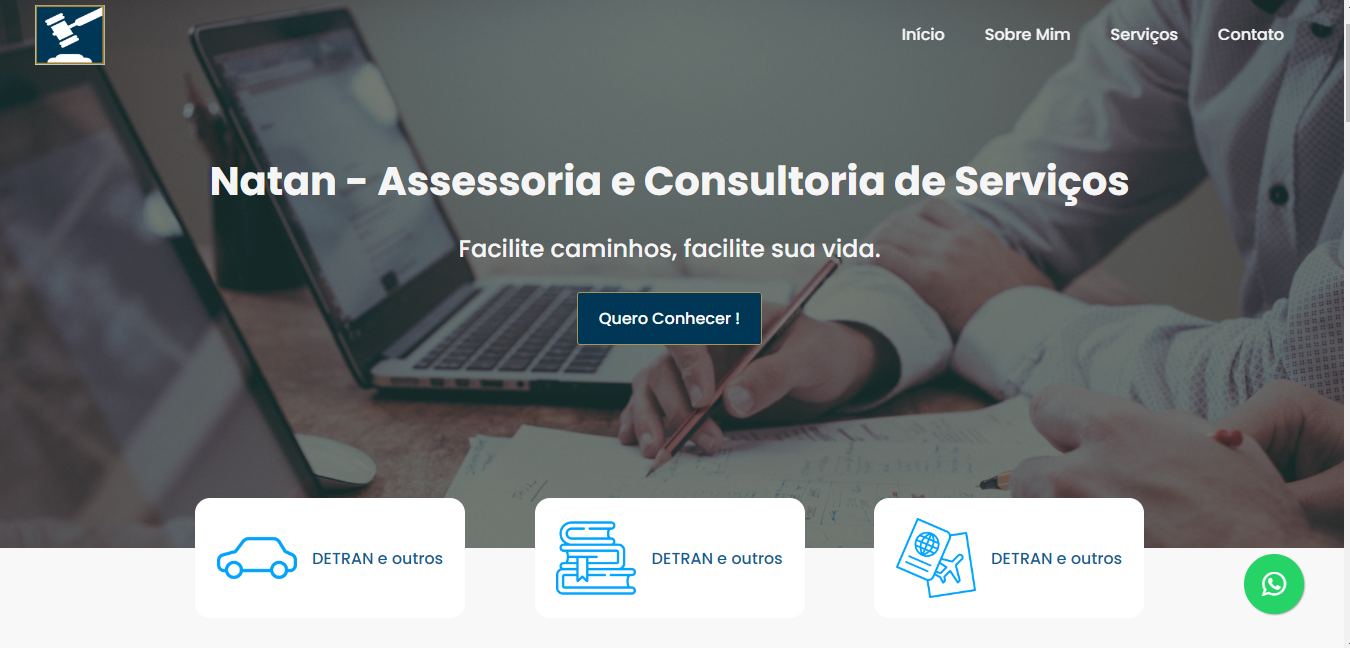 Início
Sobre Mim
Serviços
Contato
Natan - Assessoria e Consultoria de Serviços
Facilite caminhos, facilite sua vida.
Quero Conhecer !
DETRAN e outros
DETRAN e outros
DETRAN e outros